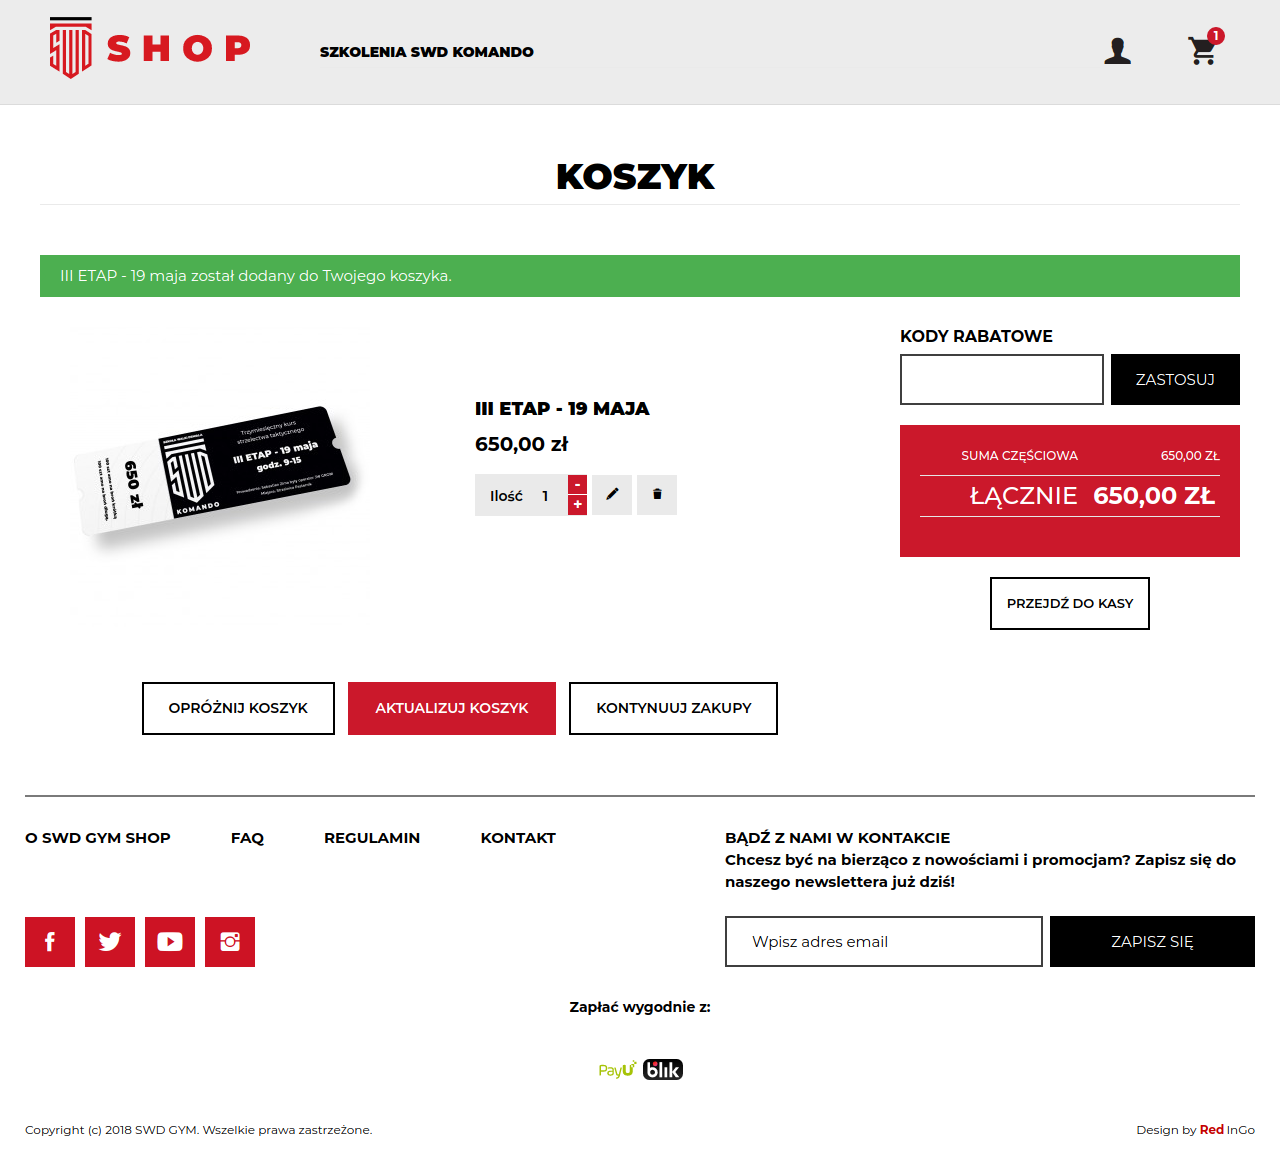 SHOP
SZKOLENIA SWD KOMANDO
1
KOSZYK
III ETAP - 19 maja został dodany do Twojego koszyka.
650 zł
Trzymiesięczny kurs
strzelectwa taktycznego
III ETAP - 19 maja
godz. 9-15
KOMANDO
III ETAP - 19 MAJA
650,00 zł
Ilość 1 - +
KODY RABATOWE
ZASTOSUJ
SUMA CZĘŚCIOWA 650,00 ZŁ
ŁĄCZNIE 650,00 ZŁ
PRZEJDŹ DO KASY
OPRÓŻNIJ KOSZYK
AKTUALIZUJ KOSZYK
KONTYNUUJ ZAKUPY
O SWD GYM SHOP
FAQ
REGULAMIN
KONTAKT
BĄDŹ Z NAMI W KONTAKCIE
Chcesz być na bierząco z nowościami i promocjam? Zapisz się do
naszego newslettera już dziś!
Wpisz adres email
ZAPISZ SIĘ
Zapłać wygodnie z:
PayU blik
Copyright (c) 2018 SWD GYM. Wszelkie prawa zastrzeżone.
Design by Red InGo